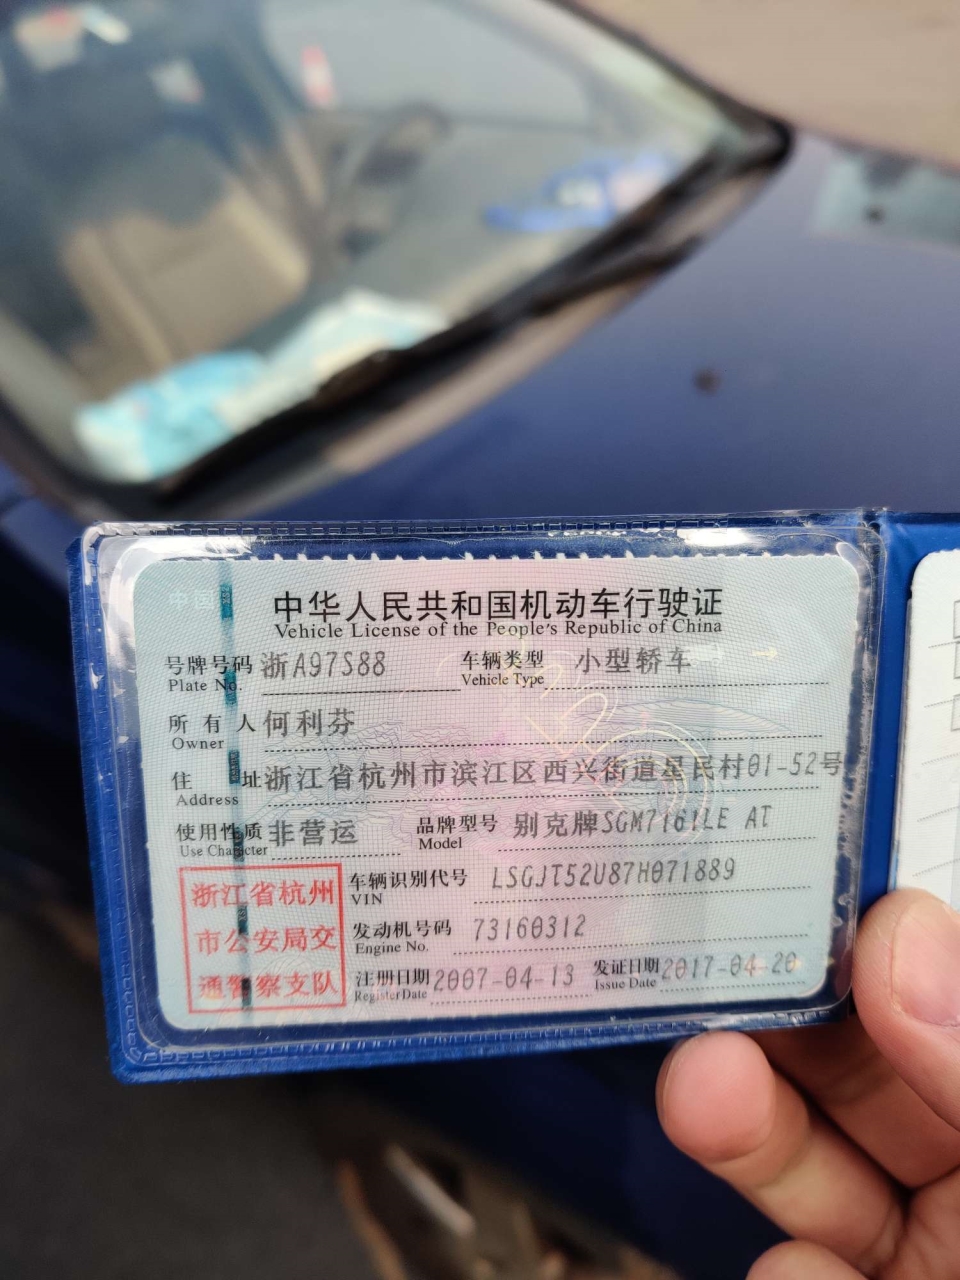 中华人民共和国机动车行驶证
Vehicle License of the People's Republic of China
号牌号码 浙A97S88 车辆类型 小型轿车
Plate No. Vehicle Type
所有人 何利芬
Owner
住址 浙江省杭州市滨江区西兴街道星民村01-52号
Address
使用性质 非营运 品牌型号 别克牌SGM7161LE AT
Use Character Model
浙江省杭州
市公安局交
通警察支队
车辆识别代号 LSGJT52U87H071889
VIN
发动机号码 73160312
Engine No.
注册日期 2007-04-13 发证日期 2017-04-20
Register Date Issue Date